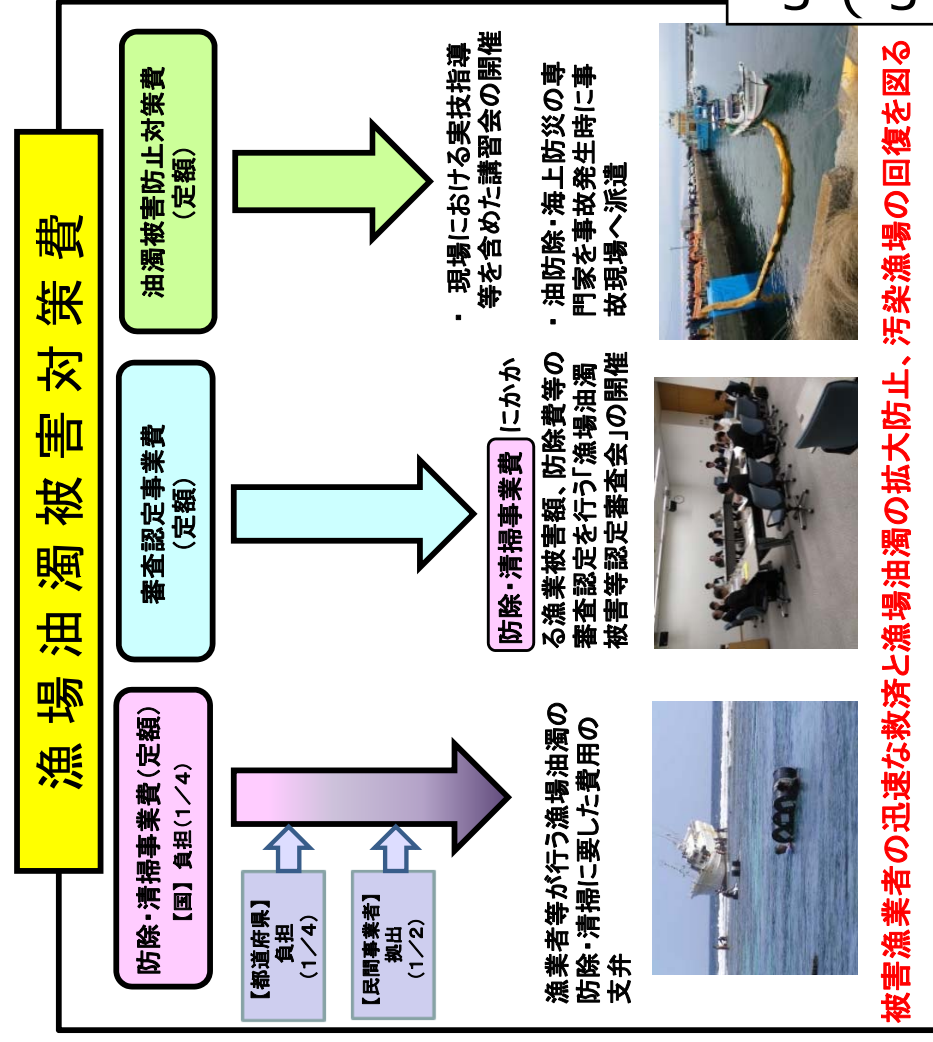 漁場油濁被害対策費
防除・清掃事業費(定額)
【国】負担(1/4)
【都道府県】
負担
(1/4)
【民間事業者】
拠出
(1/2)
漁業者等が行う漁場油濁の
防除・清掃に要した費用の
支弁
審査認定事業費
(定額)
防除・清掃事業費 にかか
る漁業被害額、防除費等の
審査認定を行う「漁場油濁
被害等認定審査会」の開催
油濁被害防止対策費
(定額)
・ 現場における実技指導
等を含めた講習会の開催
・油防除・海上防災の専
門家を事故発生時に事
故現場へ派遣
被害漁業者の迅速な救済と漁場油濁の拡大防止、汚染漁場の回復を図る